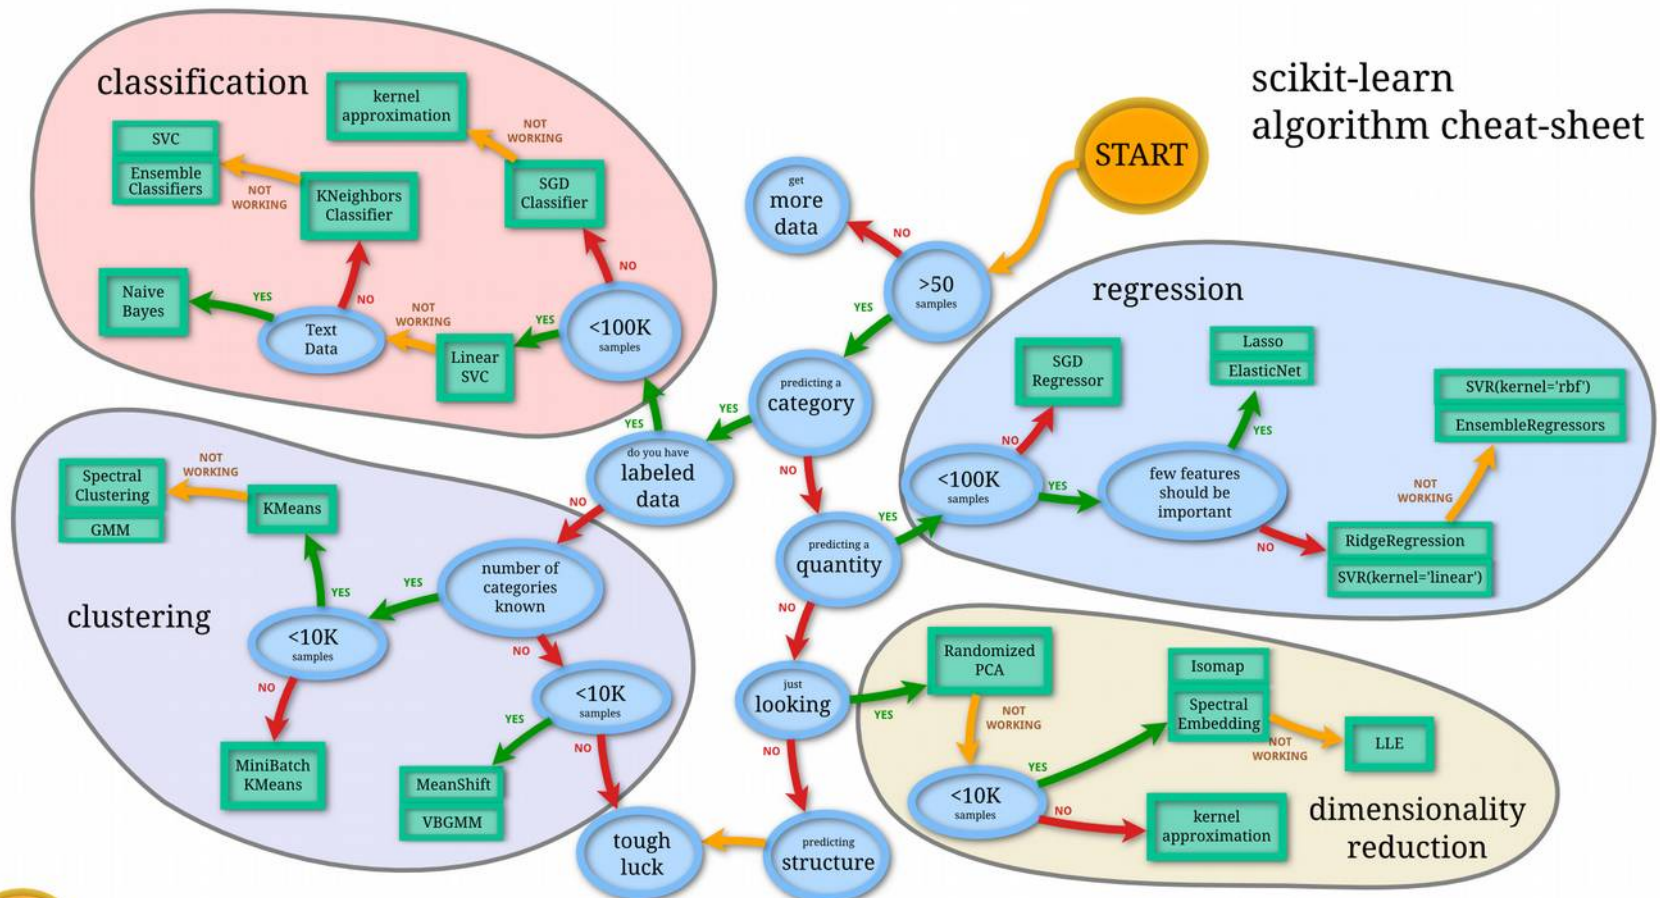 scikit-learn
algorithm cheat-sheet
START
>50
samples
NO
get
more
data
YES
predicting a
category
YES
do you have
labeled
data
YES
NO
NO
predicting a
quantity
YES
NO
just
looking
YES
NO
predicting
structure
tough
luck
classification
kernel
approximation
NOT
WORKING
SGD
Classifier
NO
<100K
samples
YES
Linear
SVC
NOT
WORKING
Text
Data
YES
Naive
Bayes
NO
KNeighbors
Classifier
NOT
WORKING
SVC
Ensemble
Classifiers
regression
<100K
samples
NO
SGD
Regressor
YES
few features
should be
important
YES
Lasso
ElasticNet
NO
RidgeRegression
SVR(kernel='linear')
NOT
WORKING
SVR(kernel='rbf')
EnsembleRegressors
clustering
number of
categories
known
YES
<10K
samples
YES
KMeans
NOT
WORKING
Spectral
Clustering
GMM
NO
MiniBatch
KMeans
NO
<10K
samples
YES
MeanShift
VBGMM
NO
dimensionality
reduction
Randomized
PCA
NOT
WORKING
<10K
samples
YES
Isomap
Spectral
Embedding
NOT
WORKING
LLE
NO
kernel
approximation